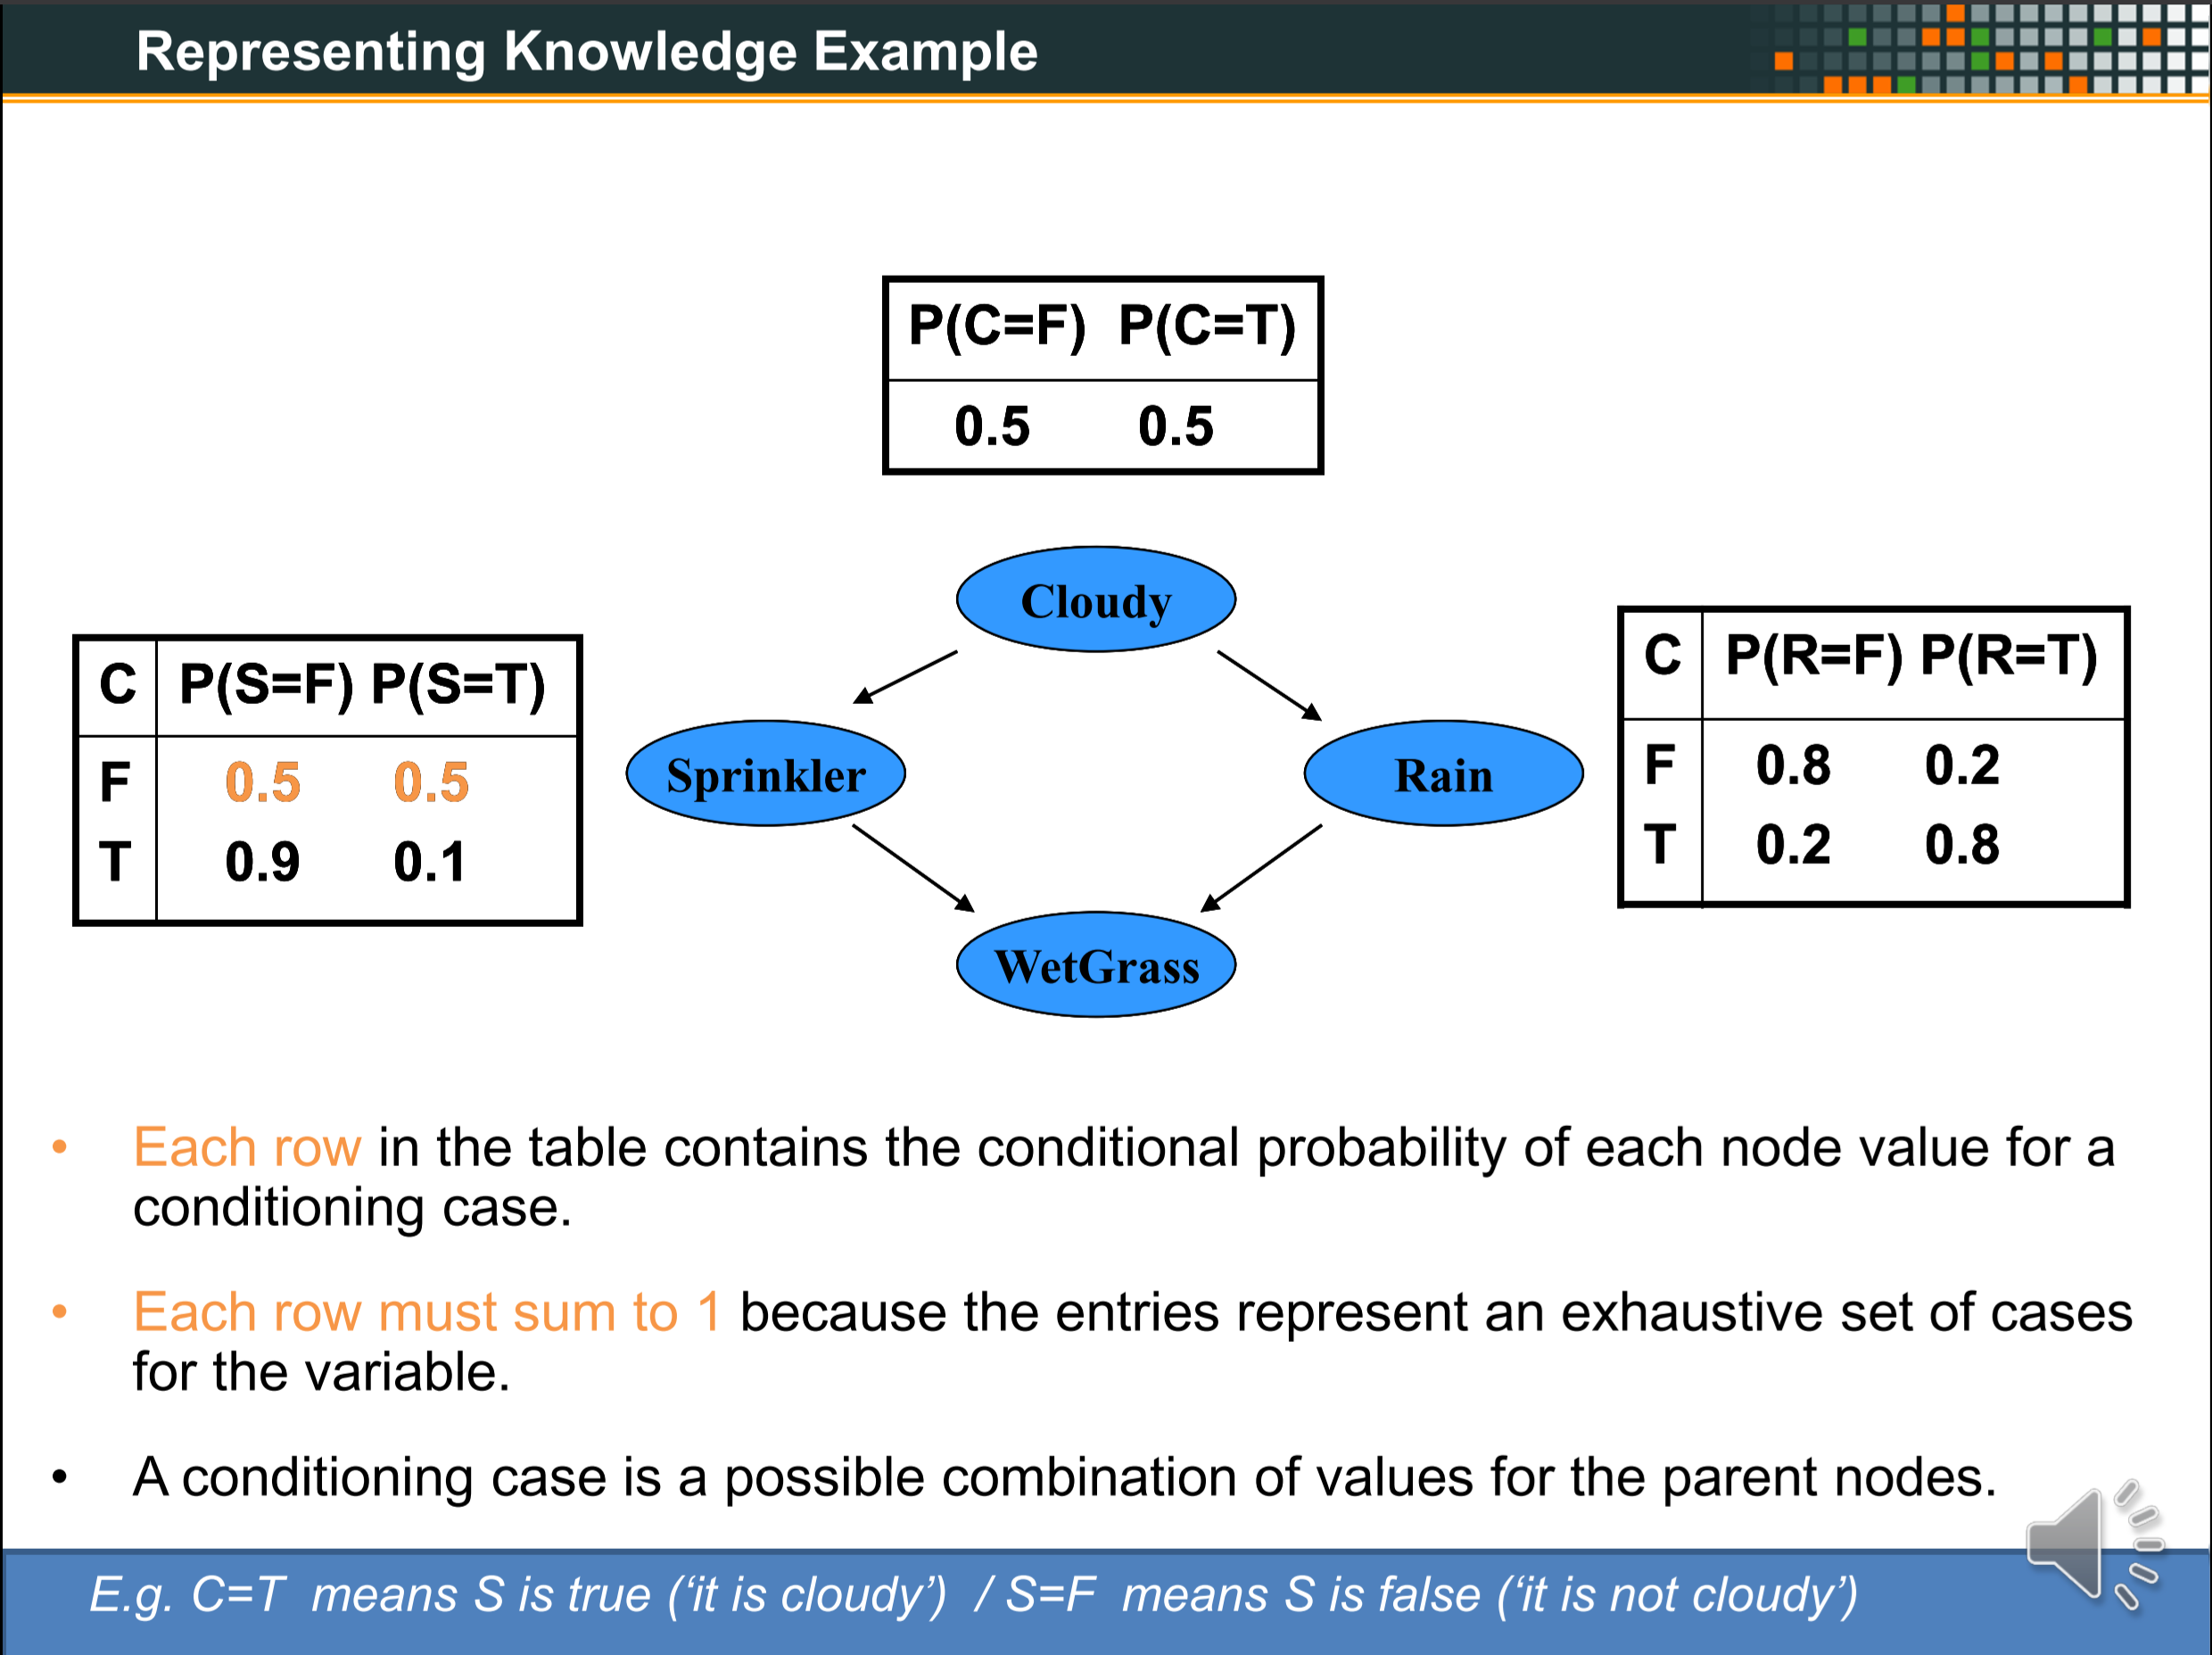 Representing Knowledge Example
P(C=F) P(C=T)
0.5 0.5
Cloudy
C P(S=F) P(S=T)
F 0.5 0.5
T 0.9 0.1
Sprinkler
Rain
C P(R=F) P(R=T)
F 0.8 0.2
T 0.2 0.8
WetGrass
• Each row in the table contains the conditional probability of each node value for a
conditioning case.
• Each row must sum to 1 because the entries represent an exhaustive set of cases
for the variable.
• A conditioning case is a possible combination of values for the parent nodes.
E.g. C=T means S is true (‘it is cloudy’) / S=F means S is false (‘it is not cloudy’)